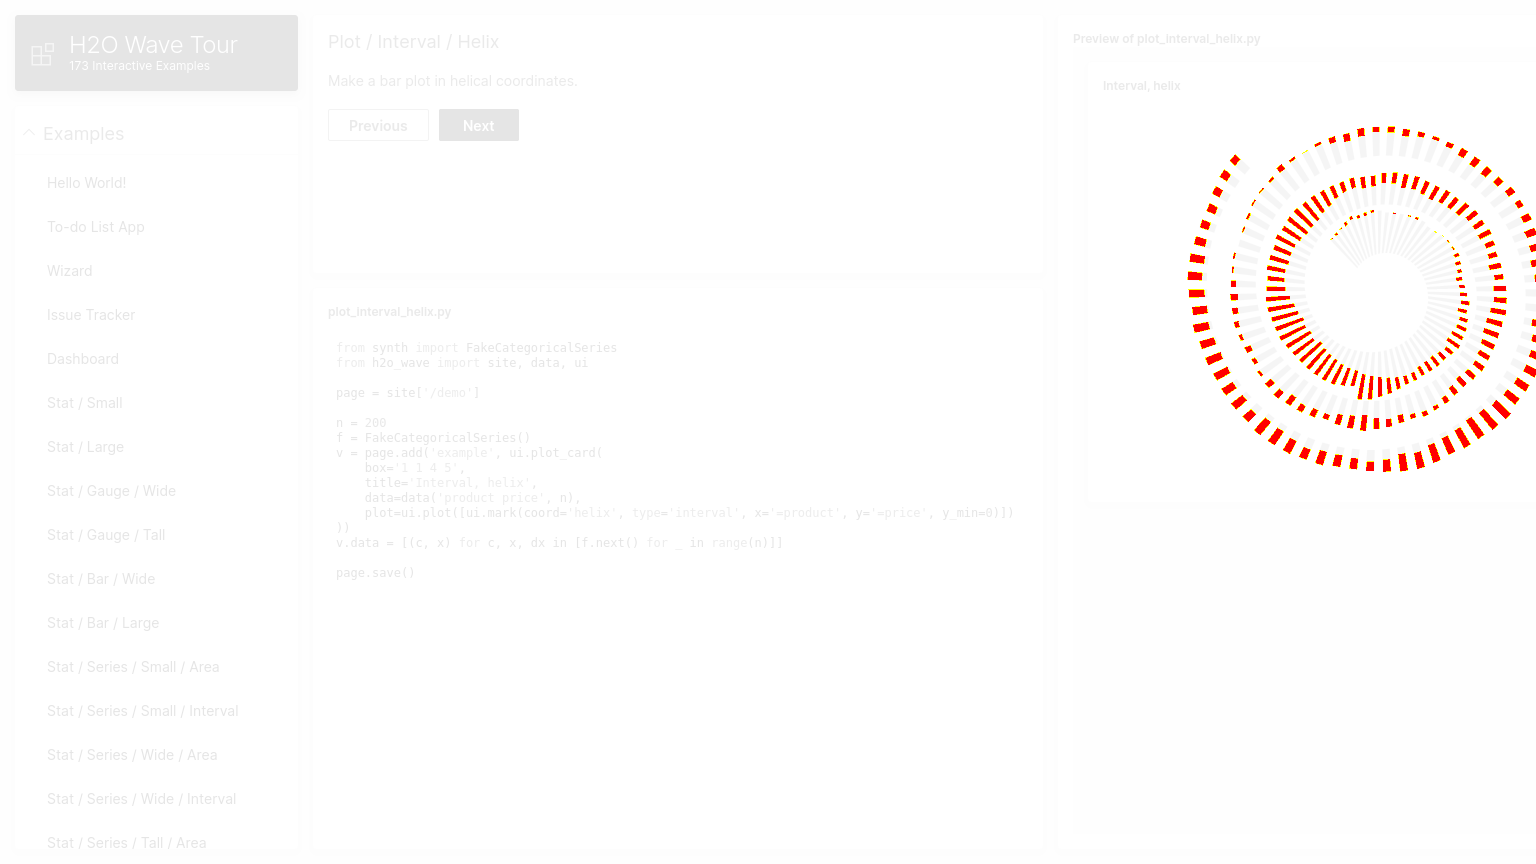 H2O Wave Tour
173 Interactive Examples
Examples
Hello World!
To-do List App
Wizard
Issue Tracker
Dashboard
Stat / Small
Stat / Large
Stat / Gauge / Wide
Stat / Gauge / Tall
Stat / Bar / Wide
Stat / Bar / Large
Stat / Series / Small / Area
Stat / Series / Small / Interval
Stat / Series / Wide / Area
Stat / Series / Wide / Interval
Stat / Series / Tall / Area
Plot / Interval / Helix
Make a bar plot in helical coordinates.
Previous Next
plot_interval_helix.py
from synth import FakeCategoricalSeries
from h2o_wave import site, data, ui
page = site['/demo']
n = 200
f = FakeCategoricalSeries()
v = page.add('example', ui.plot_card(
box='1 1 4 5',
title='Interval, helix',
data=data('product price', n),
plot=ui.plot([ui.mark(coord='helix', type='interval', x='=product', y='=price', y_min=0)])
))
v.data = [(c, x) for c, x, dx in [f.next() for _ in range(n)]]
page.save()
Preview of plot_interval_helix.py
Interval, helix